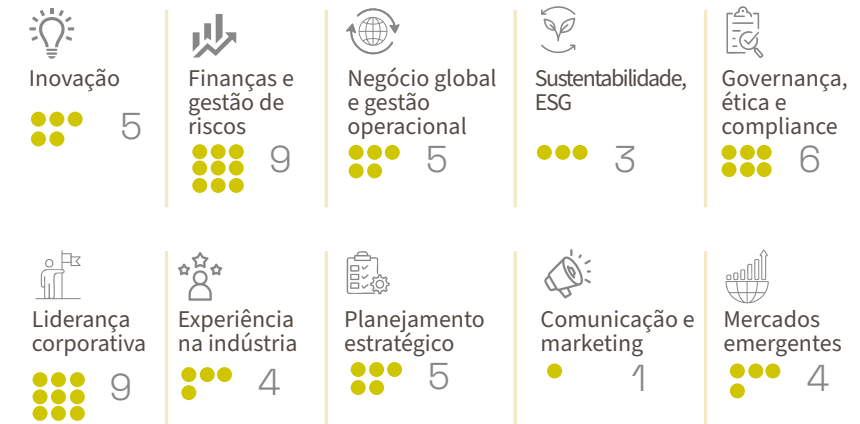 Inovação
5
Finanças e
gestão de
riscos
9
Negócio global
e gestão
operacional
5
Sustentabilidade,
ESG
3
Governança,
ética e
compliance
6
Liderança
corporativa
9
Experiência
na indústria
4
Planejamento
estratégico
5
Comunicação e
marketing
1
Mercados
emergentes
4